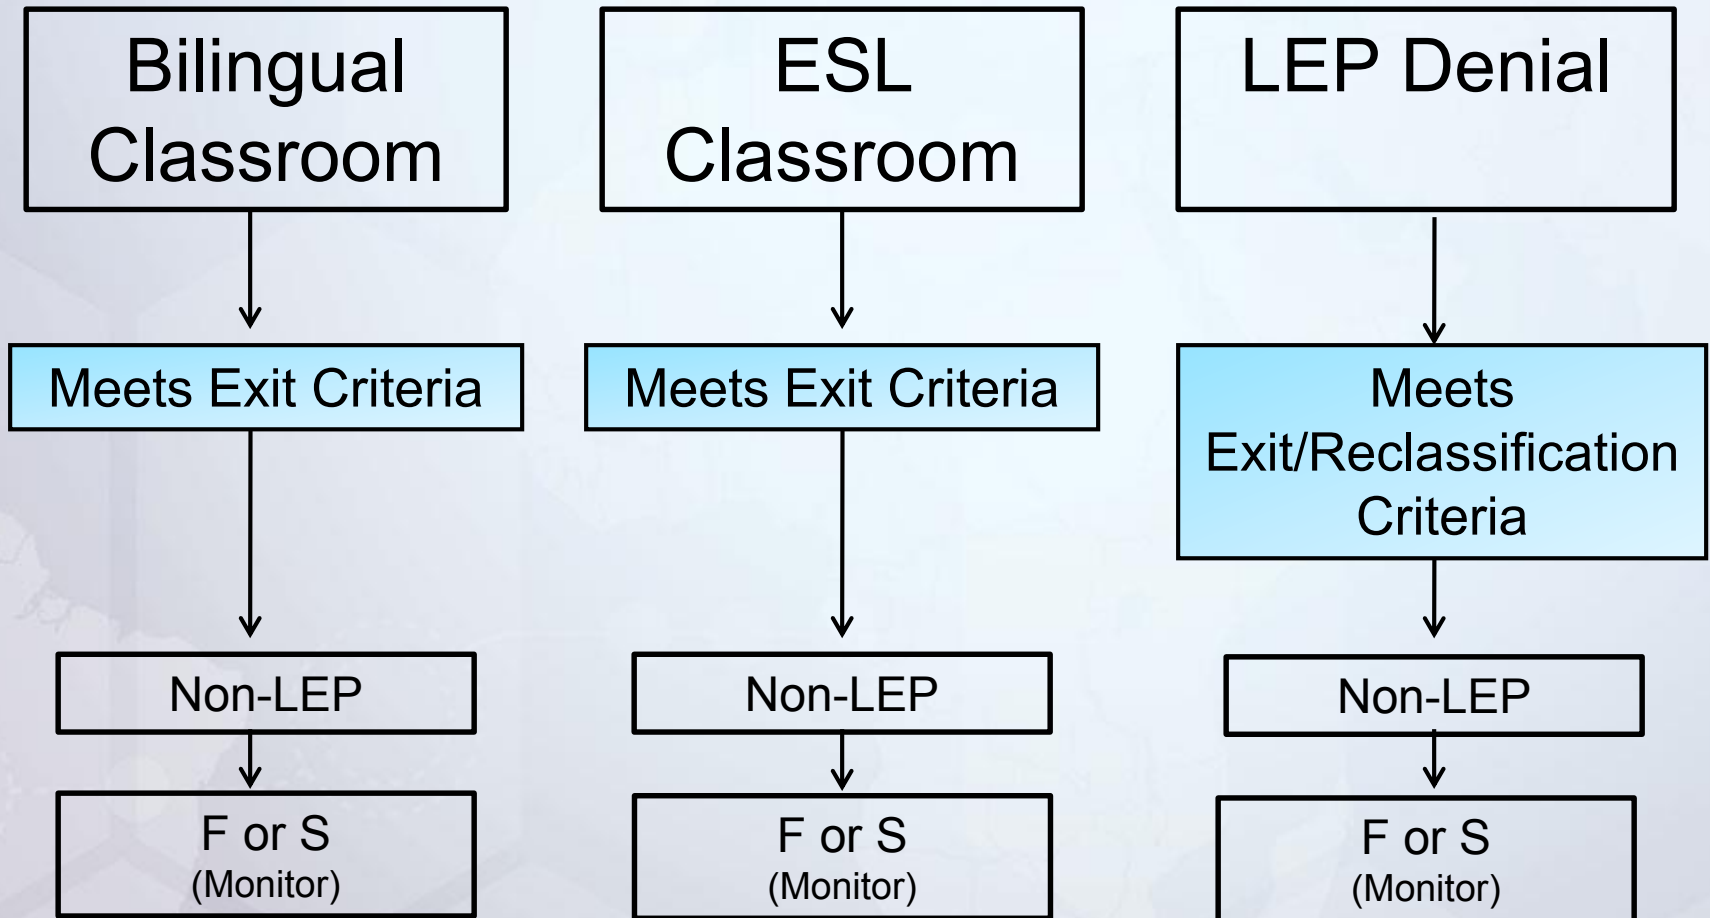 Bilingual
Classroom
Meets Exit Criteria
Non-LEP
F or S
(Monitor)
ESL
Classroom
Meets Exit Criteria
Non-LEP
F or S
(Monitor)
LEP Denial
Meets
Exit/Reclassification
Criteria
Non-LEP
F or S
(Monitor)